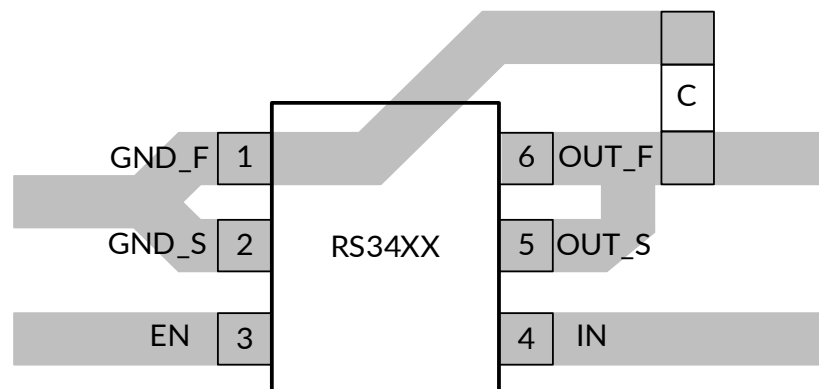 C
GND_F 1 6 OUT_F
GND_S 2 RS34XX 5 OUT_S
EN 3 4 IN